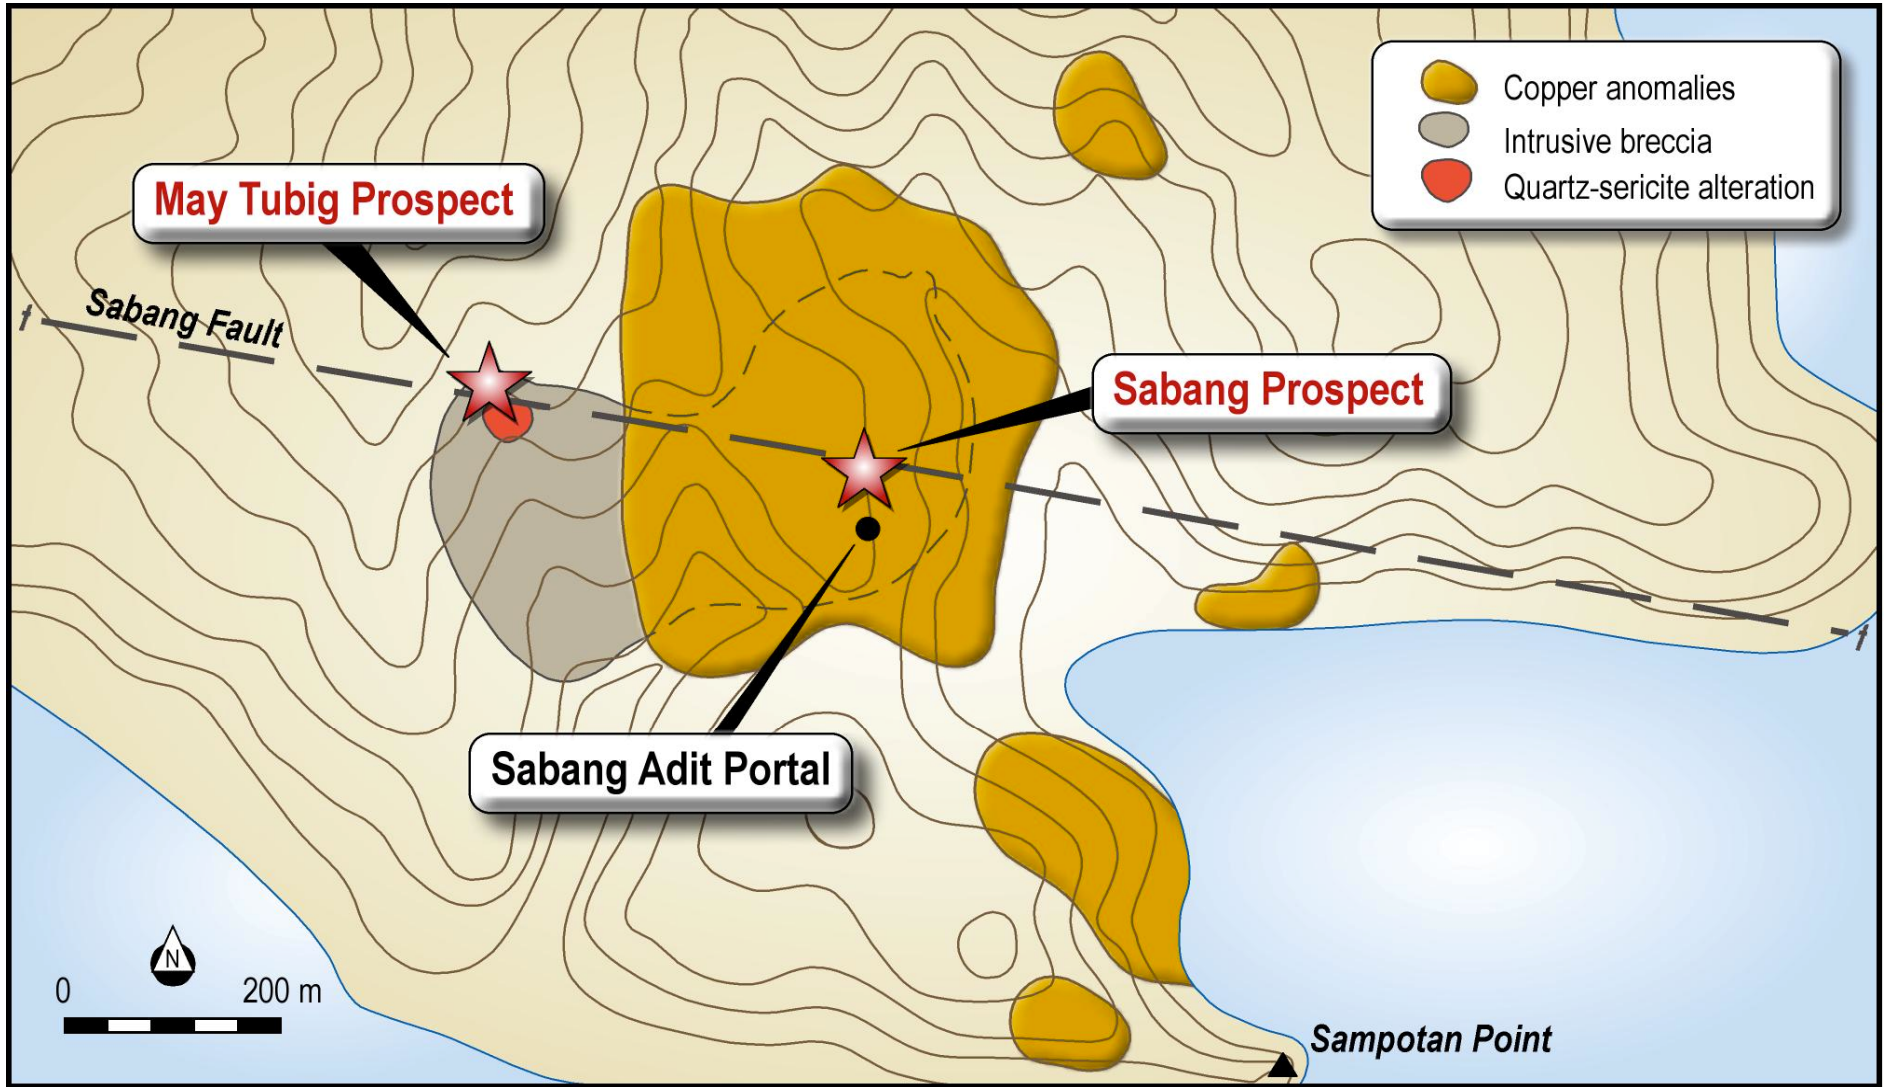 Copper anomalies
Intrusive breccia
Quartz-sericite alteration
May Tubig Prospect
Sabang Fault
Sabang Prospect
Sabang Adit Portal
N
0 200 m
Sampotan Point